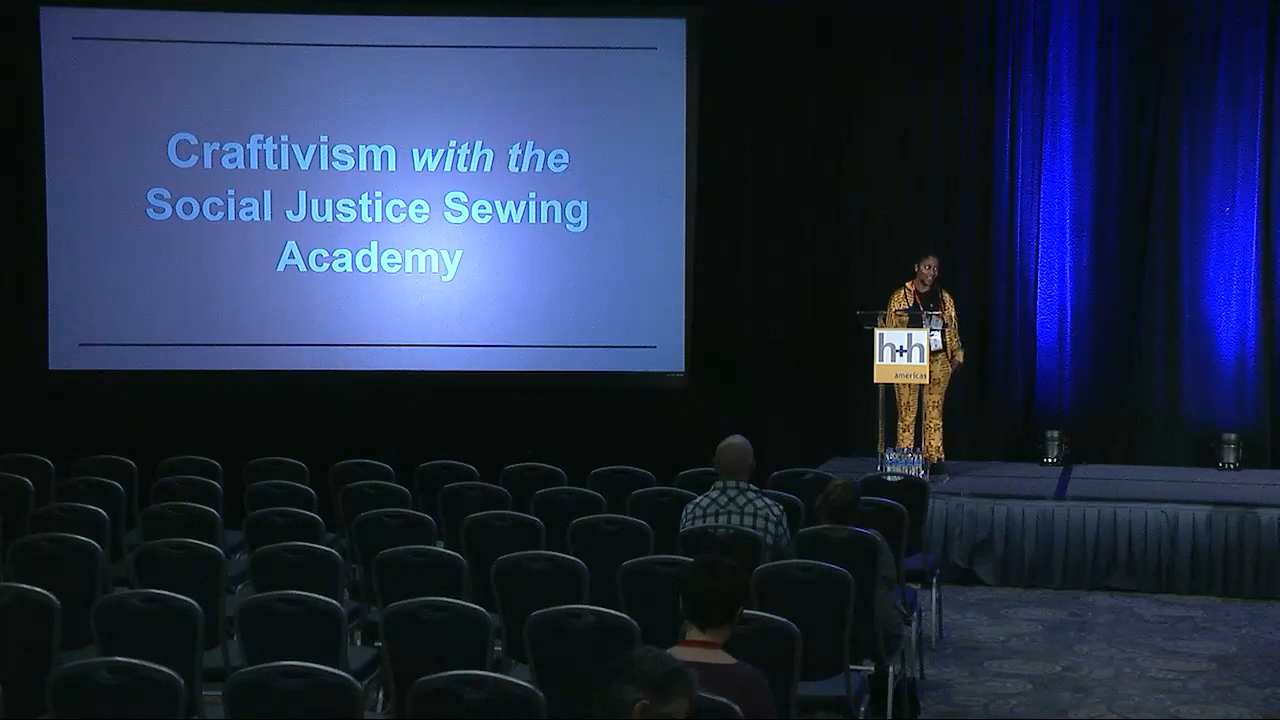 Craftivism with the
Social Justice Sewing
Academy
h+h
americas